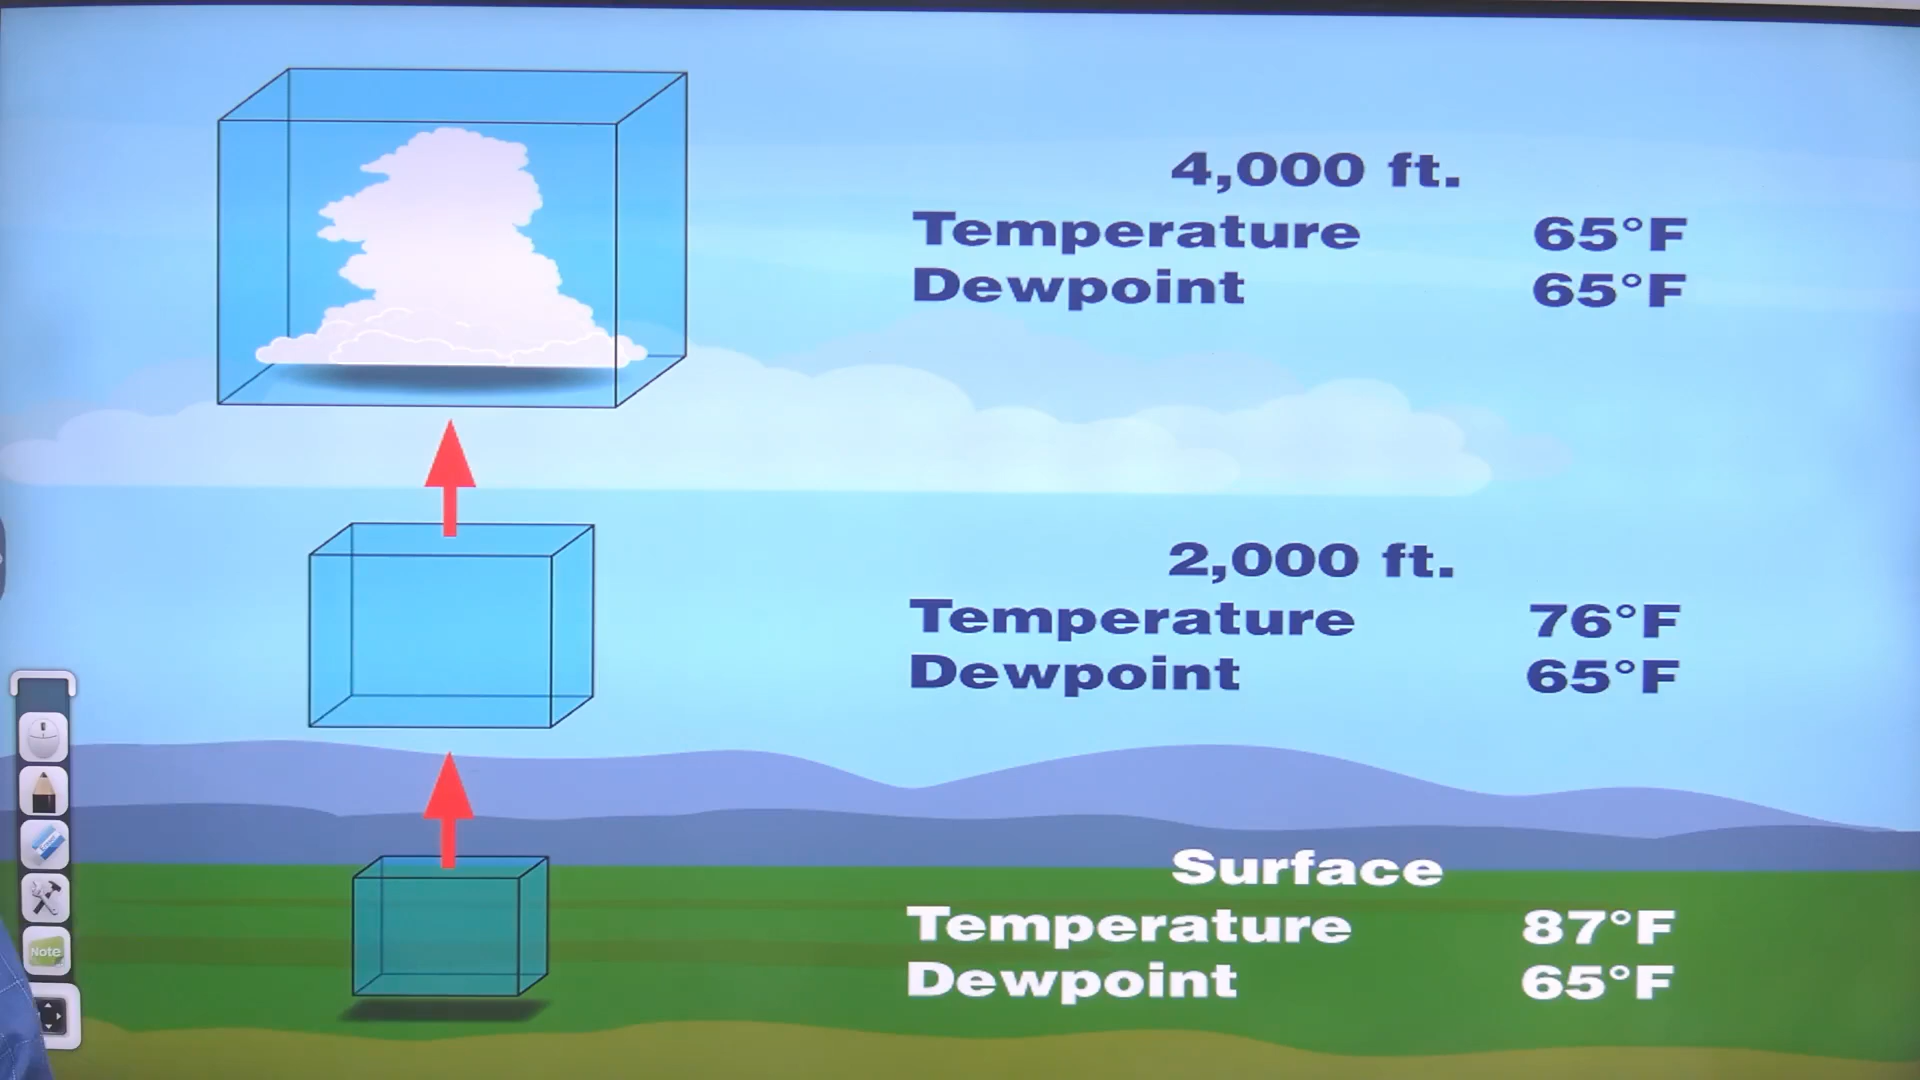 4,000 ft.
Temperature 65°F
Dewpoint 65°F
2,000 ft.
Temperature 76°F
Dewpoint 65°F
Surface
Temperature 87°F
Dewpoint 65°F
Note